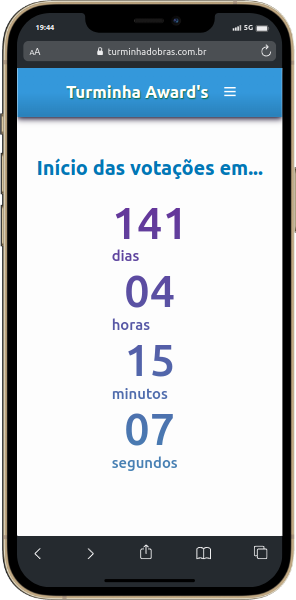 19:44
5G
AA
turminhadobras.com.br
Turminha Award's
Início das votações em...
141
dias
04
horas
15
minutos
07
segundos